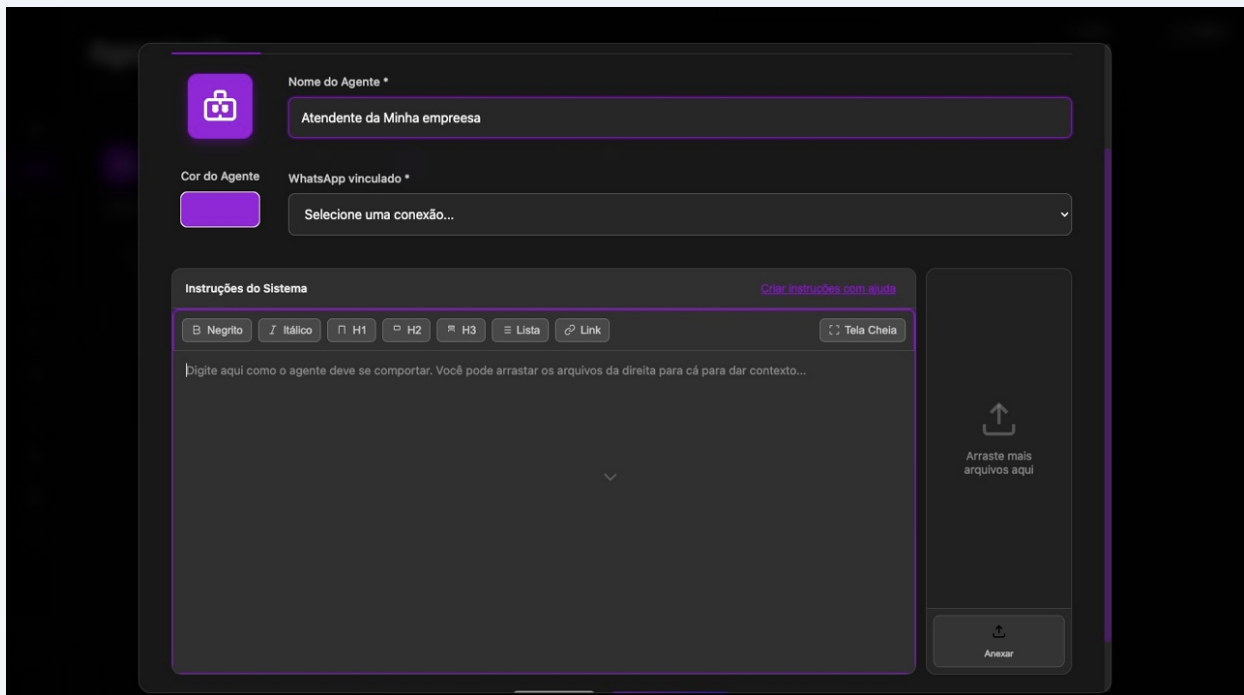 Nome do Agente *
Atendente da Minha empreesa
Cor do Agente
WhatsApp vinculado *
Selecione uma conexão...
Instruções do Sistema
Criar instruções com ajuda
B Negrito
I Itálico
H1
H2
H3
Lista
Link
Tela Cheia
Digite aqui como o agente deve se comportar. Você pode arrastar os arquivos da direita para cá para dar contexto...
Arraste mais
arquivos aqui
Anexar